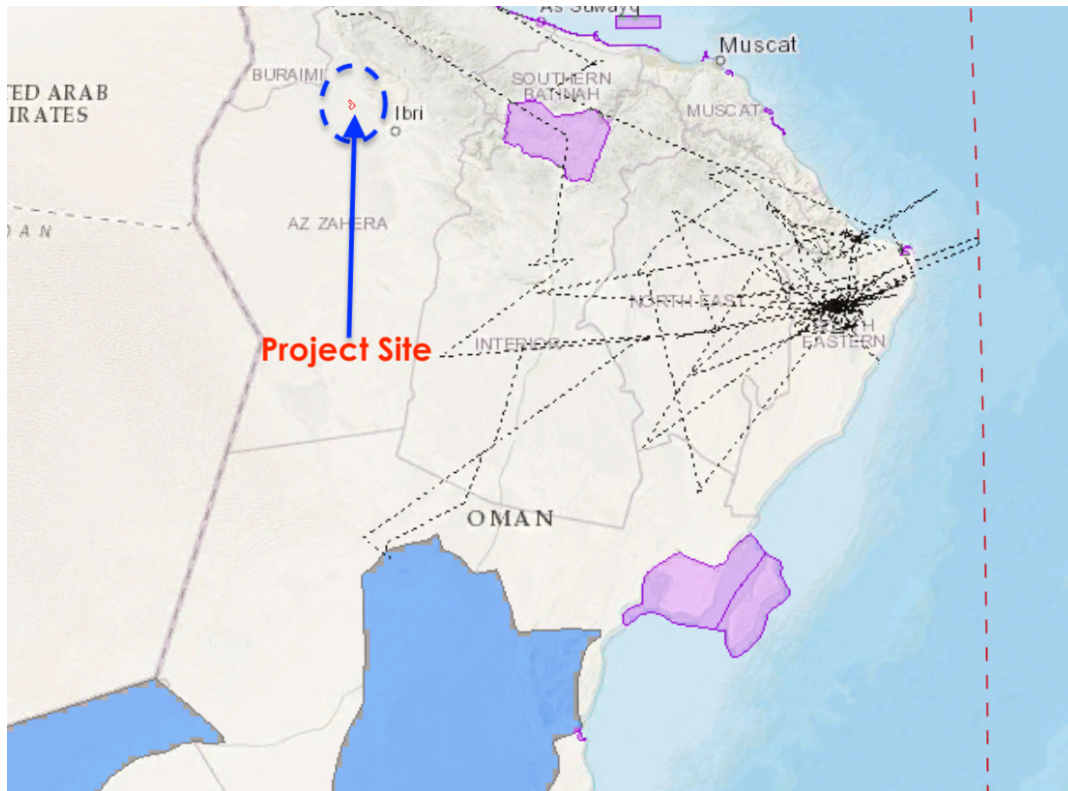 As Suwayq
Muscat
BURAIMI
SOUTHERN
BATINAH
TED ARAB
IRATES
Ibri
MUSCAT
AZ ZAHERA
DAN
NORTH EAST
Project Site
INTERIOR
EASTERN
OMAN